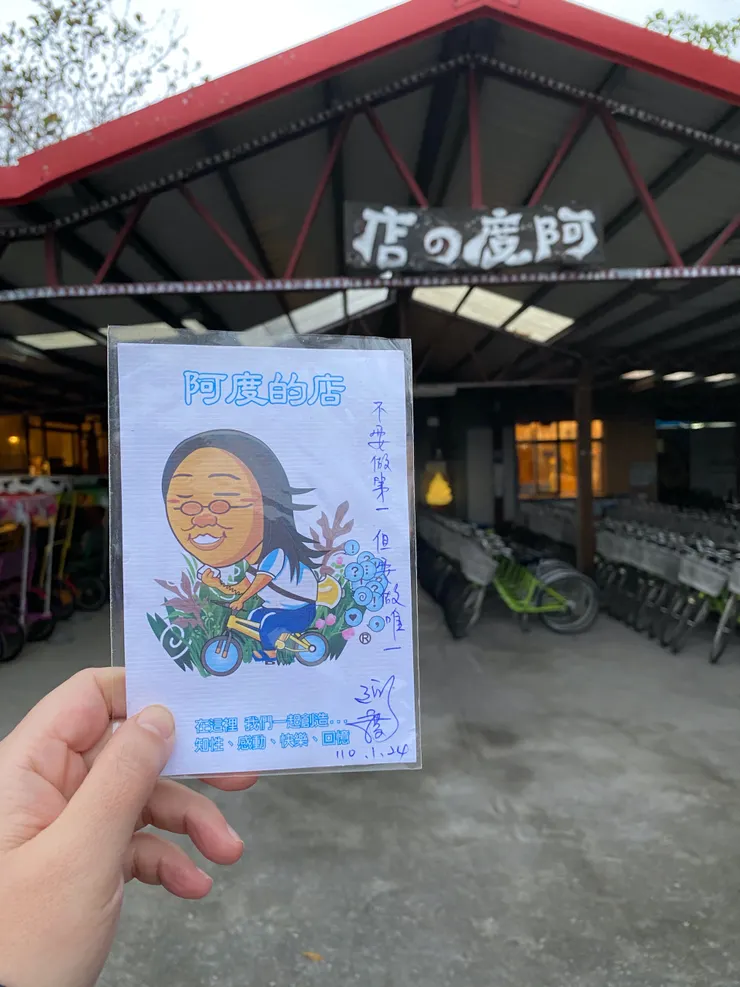 阿度の店
阿度的店
不要做第一 但要做唯一
®
在這裡 我們一起創造...
知性、感動、快樂、回憶
110.1.24